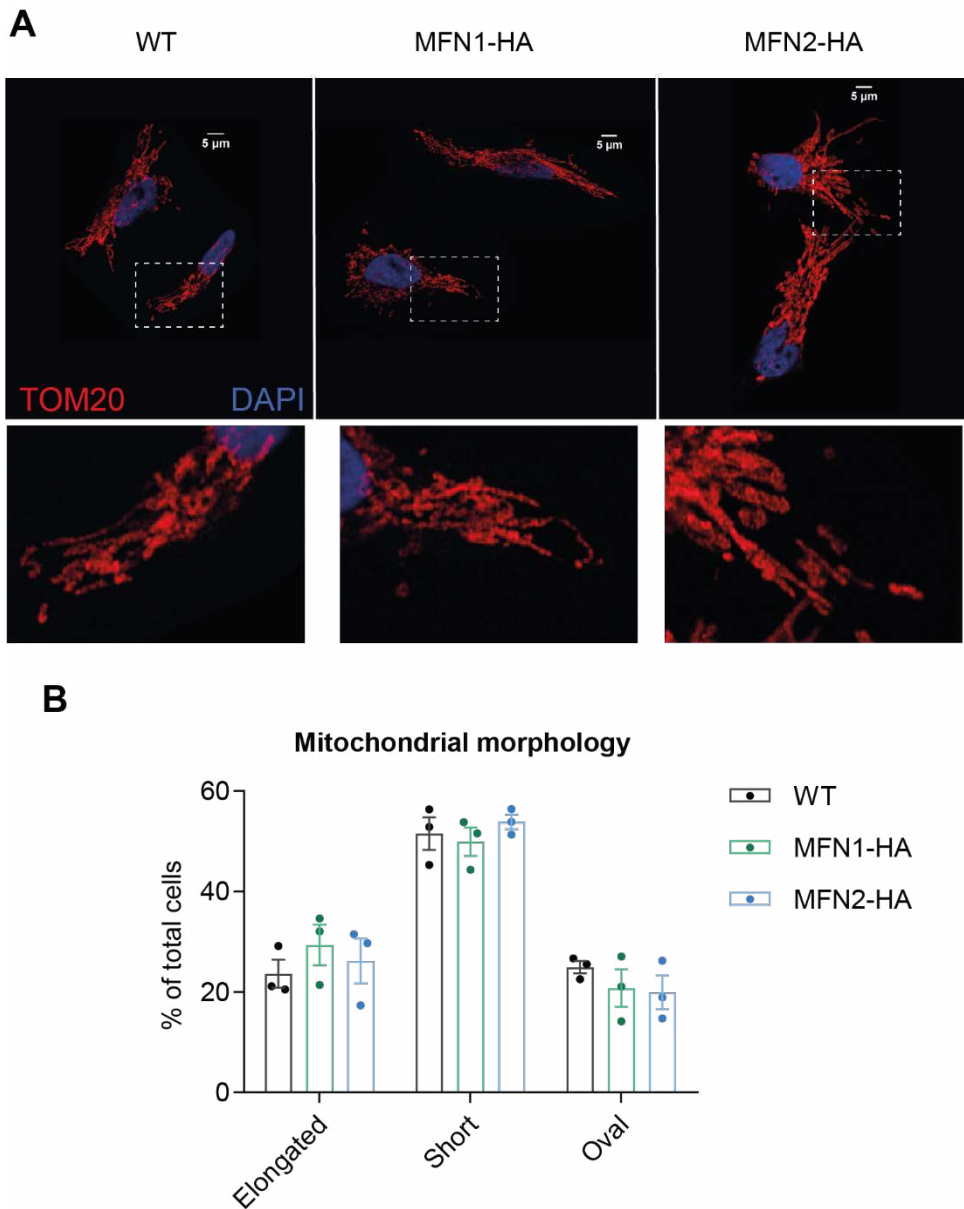 A
WT
MFN1-HA
MFN2-HA
5 µm
5 µm
5 µm
TOM20
DAPI
B
Mitochondrial morphology
% of total cells
60
40
20
0
Elongated
Short
Oval
WT
MFN1-HA
MFN2-HA